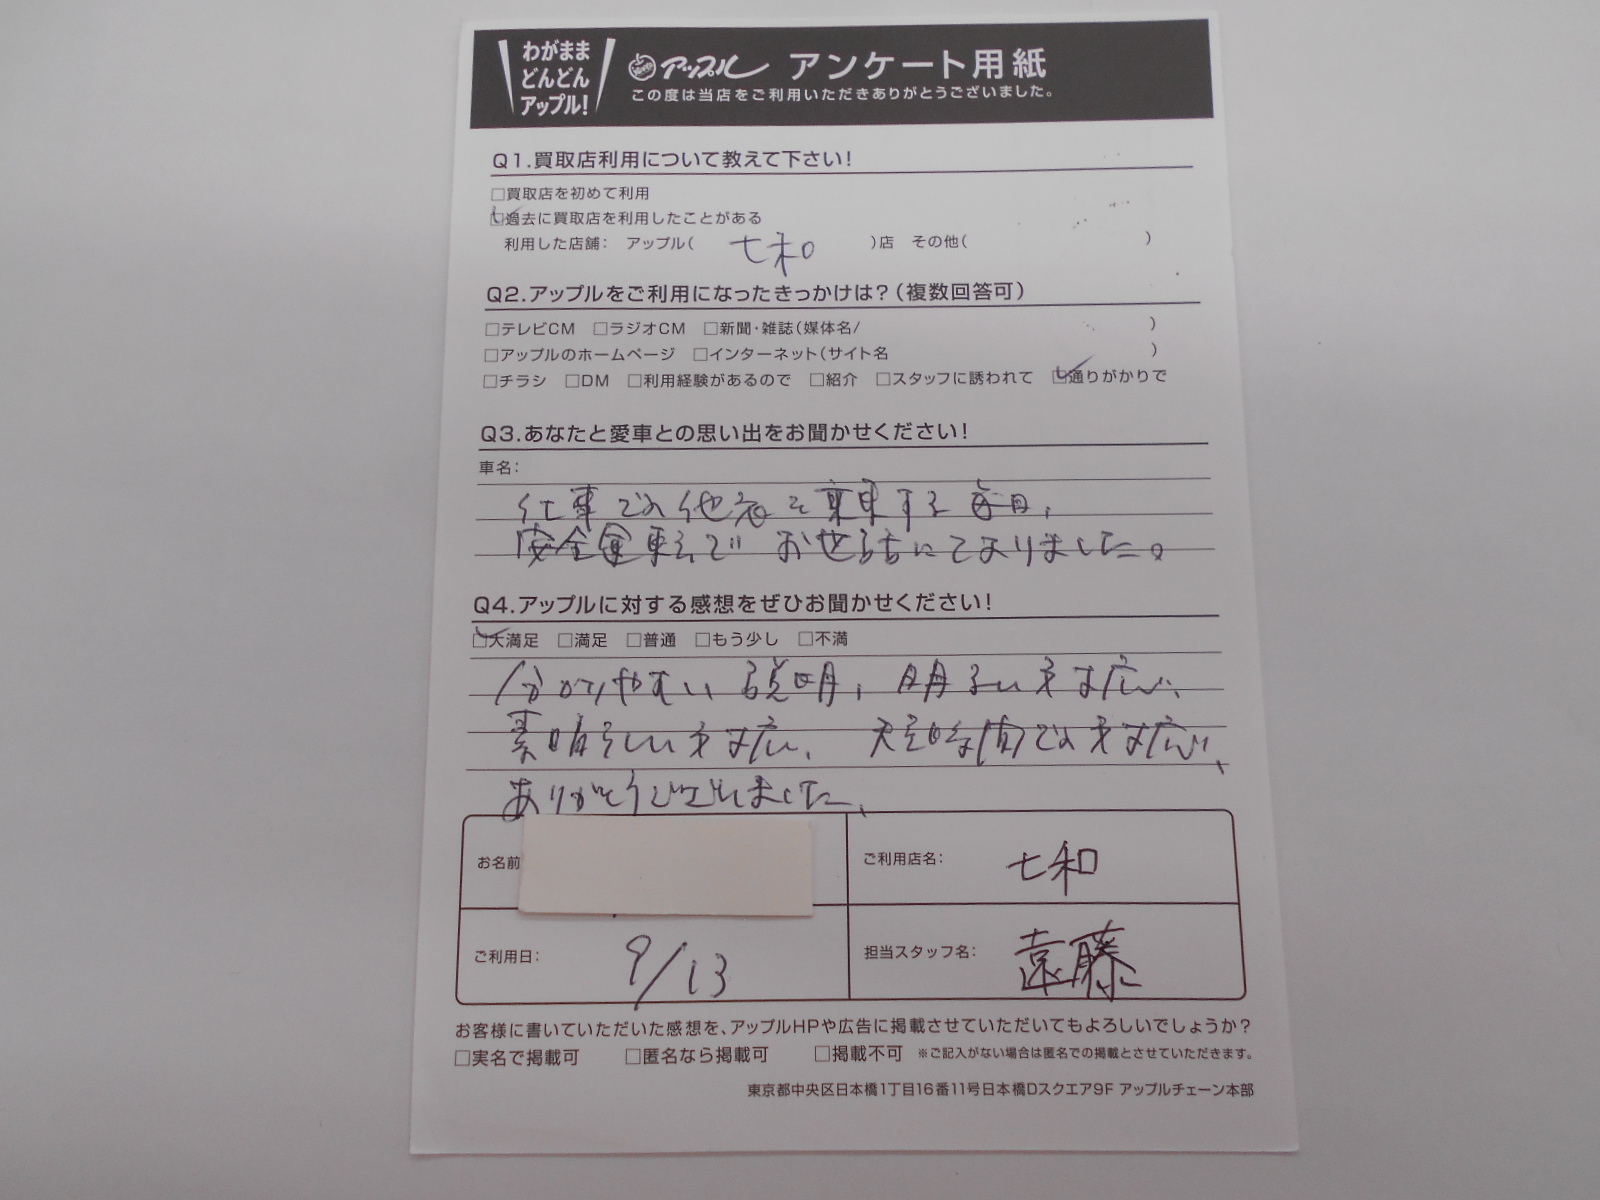 わがまま
どんどん
アップル!
アップル アンケート用紙
この度は当店をご利用いただきありがとうございました。
Q1.買取店利用について教えて下さい!
□買取店を初めて利用
□過去に買取店を利用したことがある
利用した店舗: アップル( 七和 )店 その他( )
Q2.アップルをご利用になったきっかけは?(複数回答可)
□テレビCM □ラジオCM □新聞・雑誌(媒体名/ )
□アップルのホームページ □インターネット(サイト名 )
□チラシ □DM □利用経験があるので □紹介 □スタッフに誘われて □通りがかりで
Q3.あなたと愛車との思い出をお聞かせください!
車名:
仕事での を乗車する毎日、
安全運転で お世話になりました。
Q4.アップルに対する感想をぜひお聞かせください!
□大満足 □満足 □普通 □もう少し □不満
分かりやすい説明、明るい対応、
素晴らしい対応、 での対応、
ありがとうございました、
お名前
ご利用店名: 七和
ご利用日: 9/13
担当スタッフ名: 遠藤
お客様に書いていただいた感想を、アップルHPや広告に掲載させていただいてもよろしいでしょうか?
□実名で掲載可 □匿名なら掲載可 □掲載不可 ※ご記入がない場合は匿名での掲載とさせていただきます。
東京都中央区日本橋1丁目16番11号日本橋Dスクエア9F アップルチェーン本部